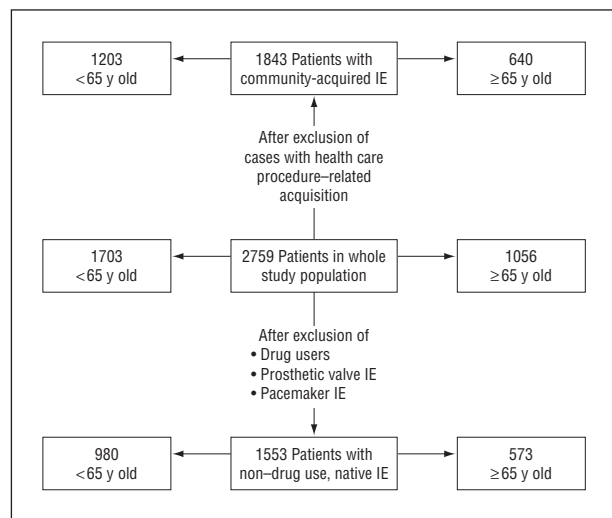 1203
<65 y old
1843 Patients with
community-acquired IE
640
≥65 y old
After exclusion of
cases with health care
procedure–related
acquisition
1703
<65 y old
2759 Patients in whole
study population
1056
≥65 y old
After exclusion of
• Drug users
• Prosthetic valve IE
• Pacemaker IE
980
<65 y old
1553 Patients with
non–drug use, native IE
573
≥65 y old